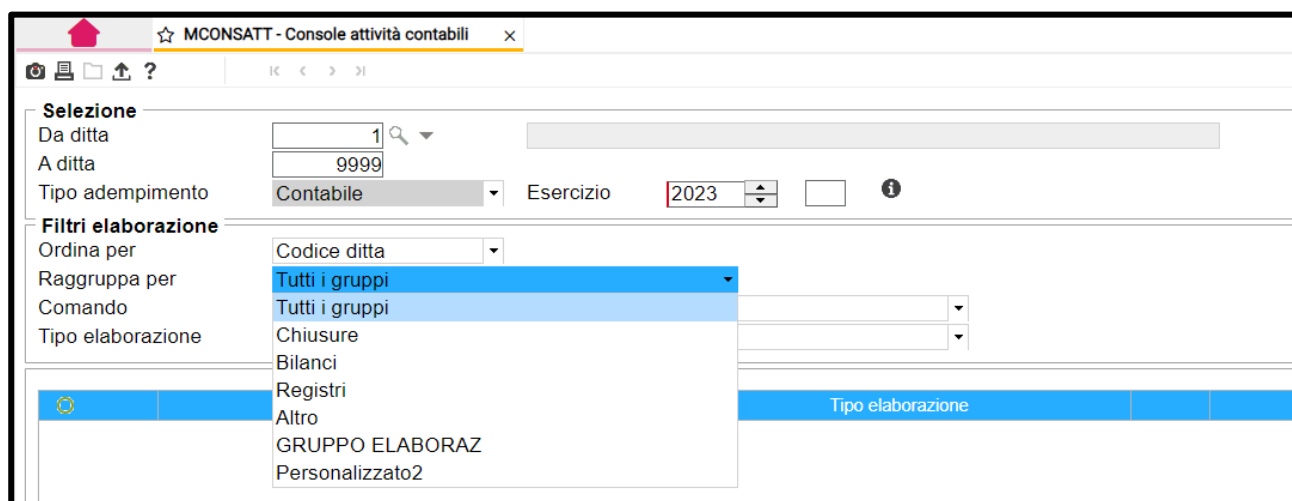 MCONSATT - Console attività contabili
?
Selezione
Da ditta 1
A ditta 9999
Tipo adempimento Contabile Esercizio 2023
Filtri elaborazione
Ordina per Codice ditta
Raggruppa per Tutti i gruppi
Comando Tutti i gruppi
Tipo elaborazione Chiusure
Bilanci
Registri
Tipo elaborazione
Altro
GRUPPO ELABORAZ
Personalizzato2